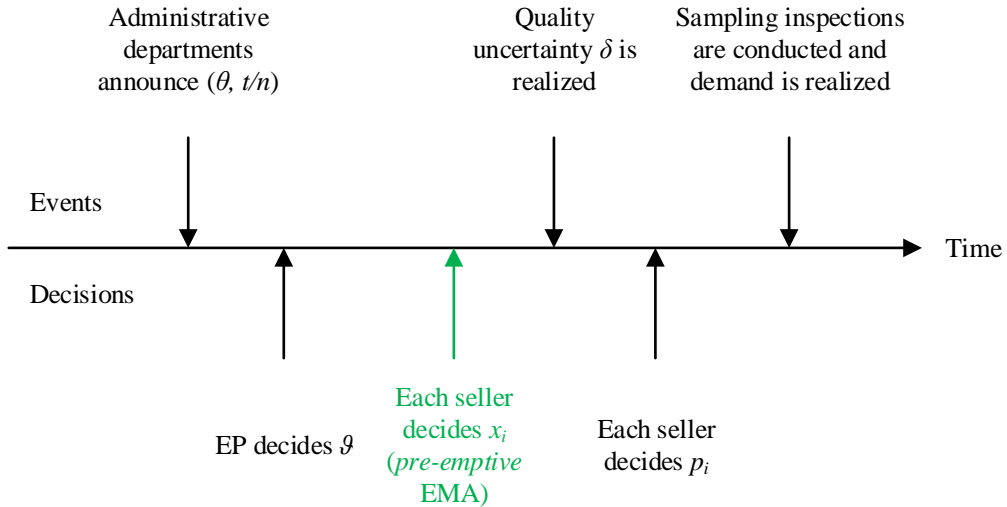 Administrative
departments
announce (θ, t/n)
Quality
uncertainty δ is
realized
Sampling inspections
are conducted and
demand is realized
Events
Time
Decisions
EP decides ϑ
Each seller
decides xᵢ
(pre-emptive
EMA)
Each seller
decides pᵢ